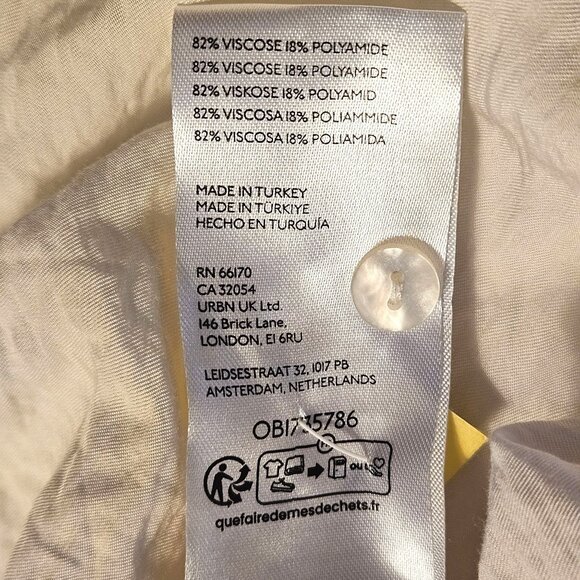 82% VISCOSE 18% POLYAMIDE
82% VISCOSE 18% POLYAMIDE
82% VISKOSE 18% POLYAMID
82% VISCOSA 18% POLIAMMIDE
82% VISCOSA 18% POLIAMIDA
MADE IN TURKEY
MADE IN TÜRKIYE
HECHO EN TURQUÍA
RN 66170
CA 32054
URBN UK Ltd.
146 Brick Lane,
LONDON, E1 6RU
LEIDSESTRAAT 32, 1017 PB
AMSTERDAM, NETHERLANDS
OB1735786
ou
quefairedemesdechets.fr